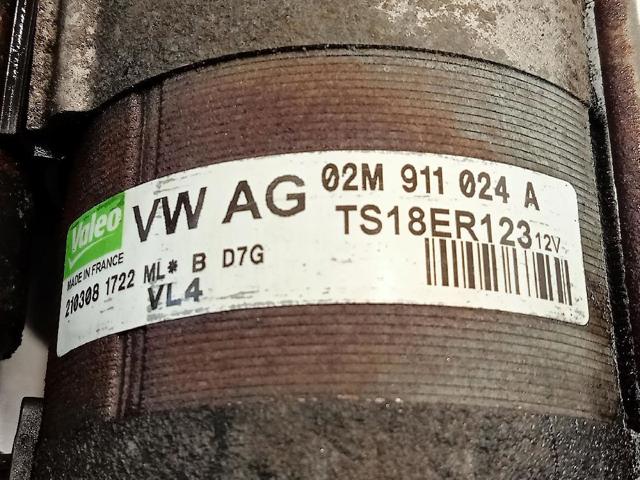 Valeo VW AG 02M 911 024 A
TS18ER123 12V
MADE IN FRANCE ML* B D7G
210308 1722 VL4